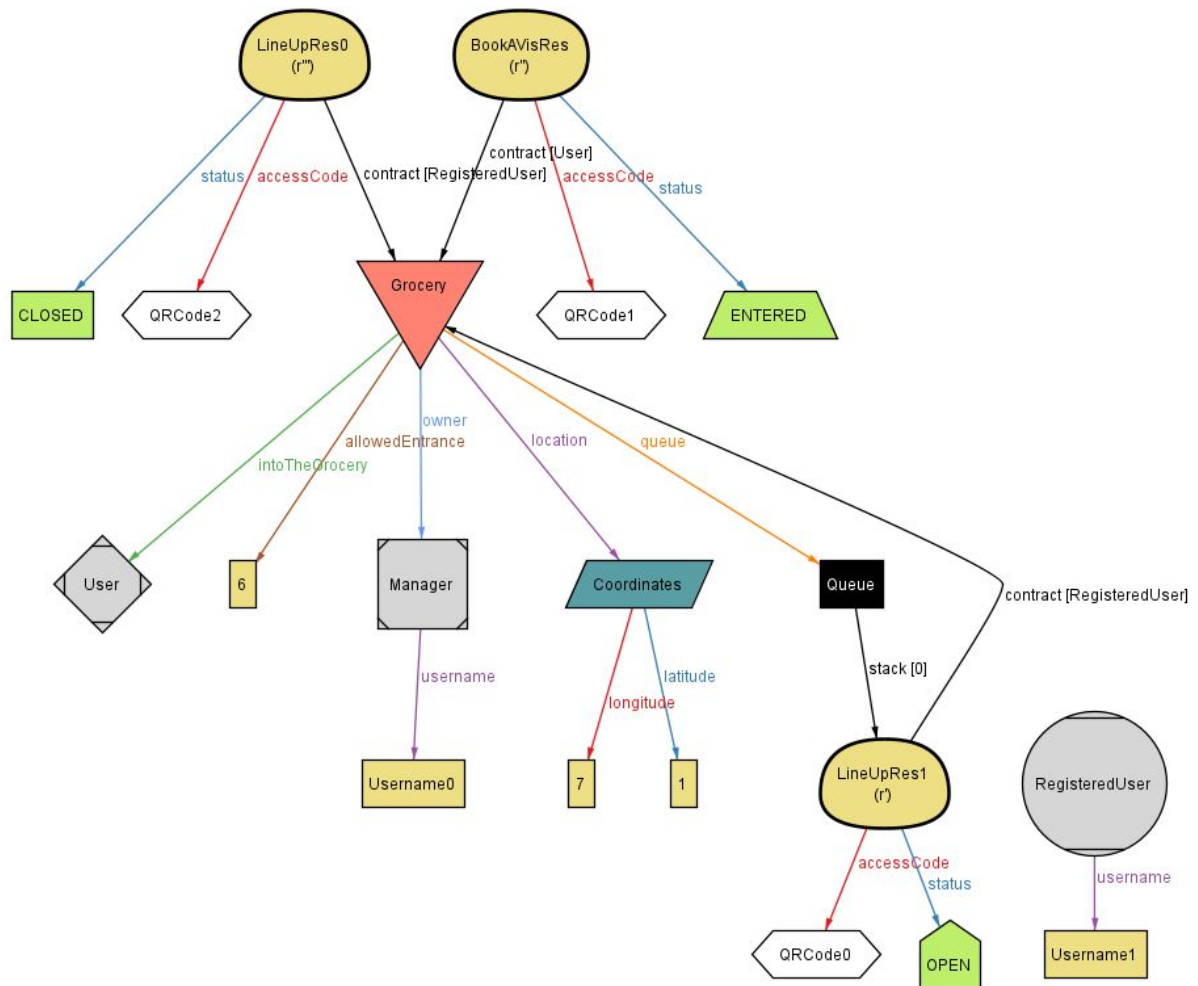 LineUpRes0
(r''')
BookAVisRes
(r'')
contract [User]
status
accessCode
contract [RegisteredUser]
accessCode
status
CLOSED
QRCode2
Grocery
QRCode1
ENTERED
owner
allowedEntrance
location
queue
intoTheGrocery
User
6
Manager
Coordinates
Queue
contract [RegisteredUser]
username
latitude
stack [0]
longitude
Username0
7
1
LineUpRes1
(r')
RegisteredUser
accessCode
status
username
QRCode0
OPEN
Username1